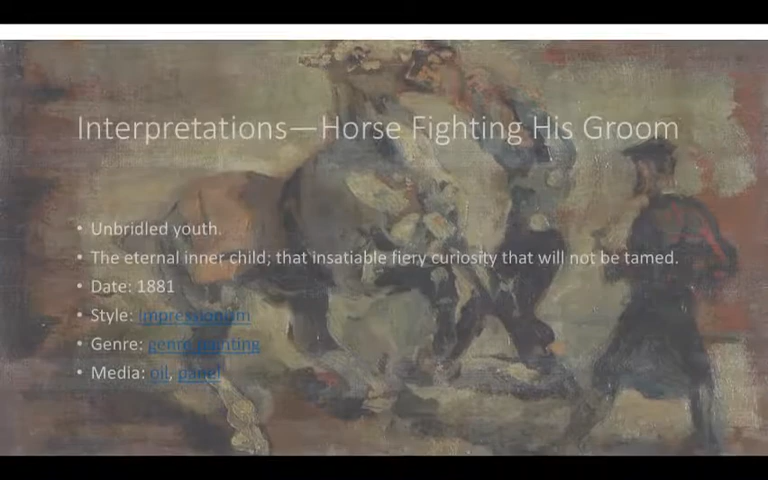 Interpretations—Horse Fighting His Groom
• Unbridled youth.
• The eternal inner child; that insatiable fiery curiosity that will not be tamed.
• Date: 1881
• Style: Impressionism
• Genre: genre painting
• Media: oil, panel